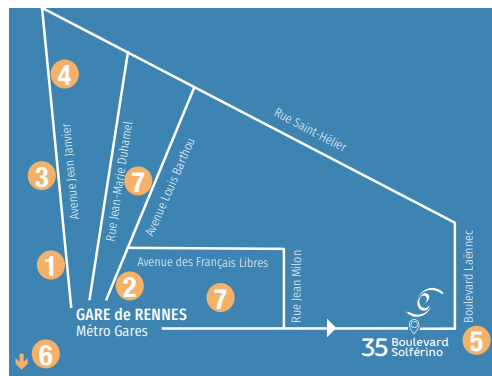 4
Rue Saint-Hélier
3
Avenue Jean Janvier
Rue Jean-Marie Duhamel
7
Avenue Louis Barthou
1
2
Avenue des Français Libres
7
Rue Jean Milon
Boulevard Laënnec
GARE de RENNES
Métro Gares
35 Boulevard
Solférino
5
6